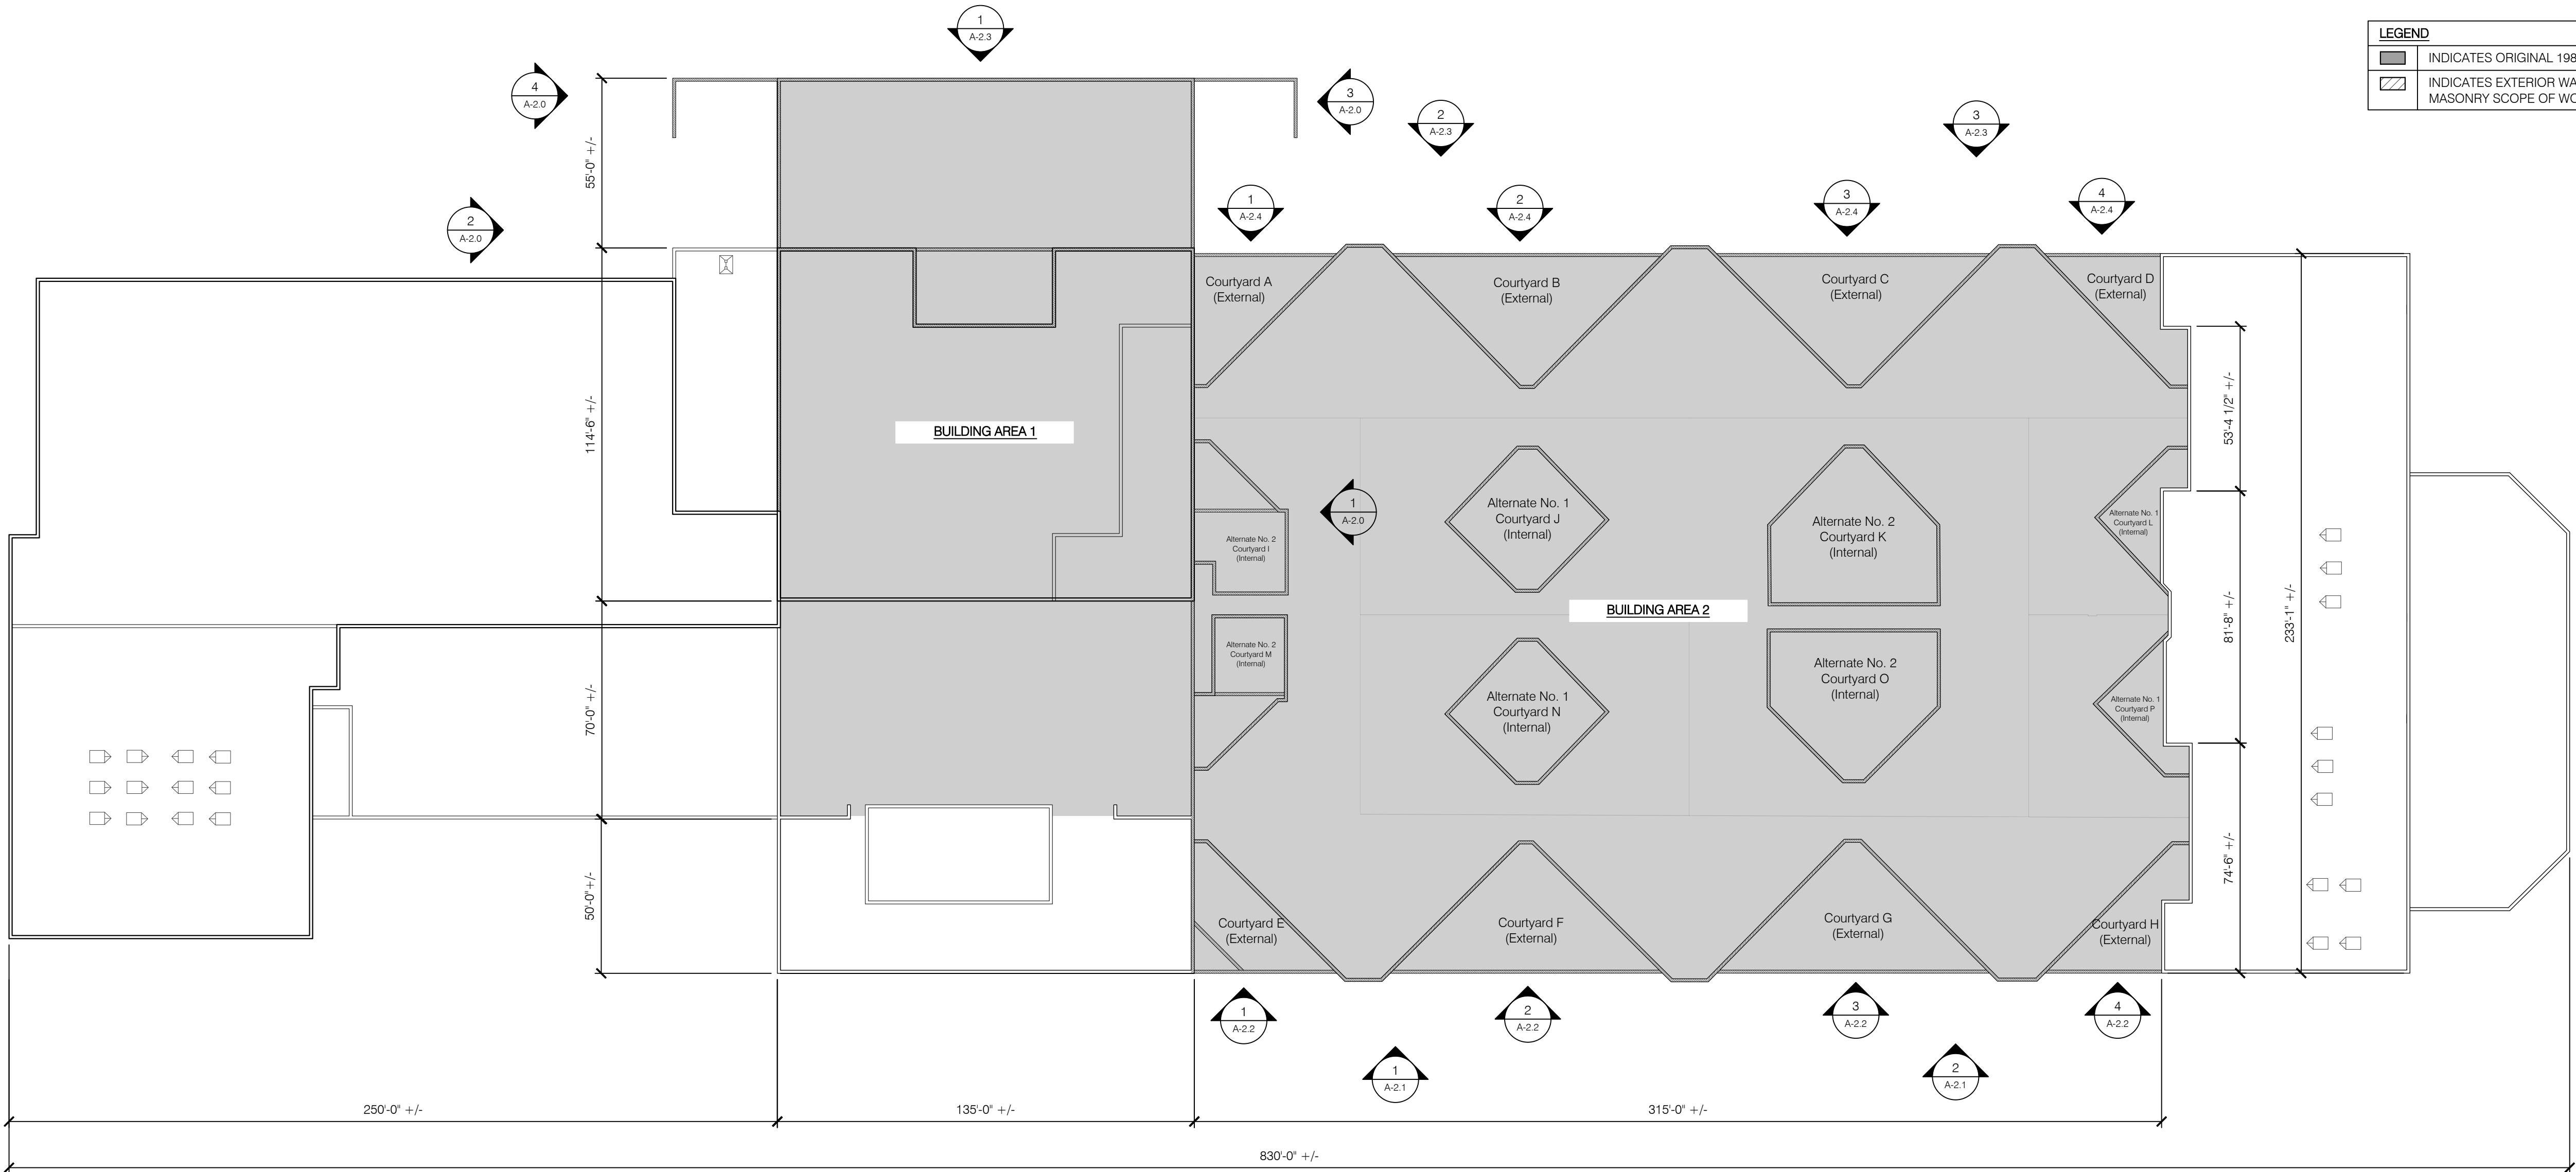 1
A-2.3
LEGEND
INDICATES ORIGINAL 198
INDICATES EXTERIOR WA
MASONRY SCOPE OF WO
4
A-2.0
3
A-2.0
2
A-2.3
3
A-2.3
55'-0" +/-
2
A-2.0
1
A-2.4
2
A-2.4
3
A-2.4
4
A-2.4
Courtyard A
(External)
Courtyard B
(External)
Courtyard C
(External)
Courtyard D
(External)
114'-6" +/-
BUILDING AREA 1
53'-4 1/2" +/-
Alternate No. 2
Courtyard I
(Internal)
1
A-2.0
Alternate No. 1
Courtyard J
(Internal)
Alternate No. 2
Courtyard K
(Internal)
Alternate No. 1
Courtyard L
(Internal)
BUILDING AREA 2
81'-8" +/-
233'-1" +/-
70'-0" +/-
Alternate No. 2
Courtyard M
(Internal)
Alternate No. 1
Courtyard N
(Internal)
Alternate No. 2
Courtyard O
(Internal)
Alternate No. 1
Courtyard P
(Internal)
50'-0"+/-
74'-6" +/-
Courtyard E
(External)
Courtyard F
(External)
Courtyard G
(External)
Courtyard H
(External)
1
A-2.2
2
A-2.2
3
A-2.2
4
A-2.2
1
A-2.1
2
A-2.1
250'-0" +/-
135'-0" +/-
315'-0" +/-
830'-0" +/-